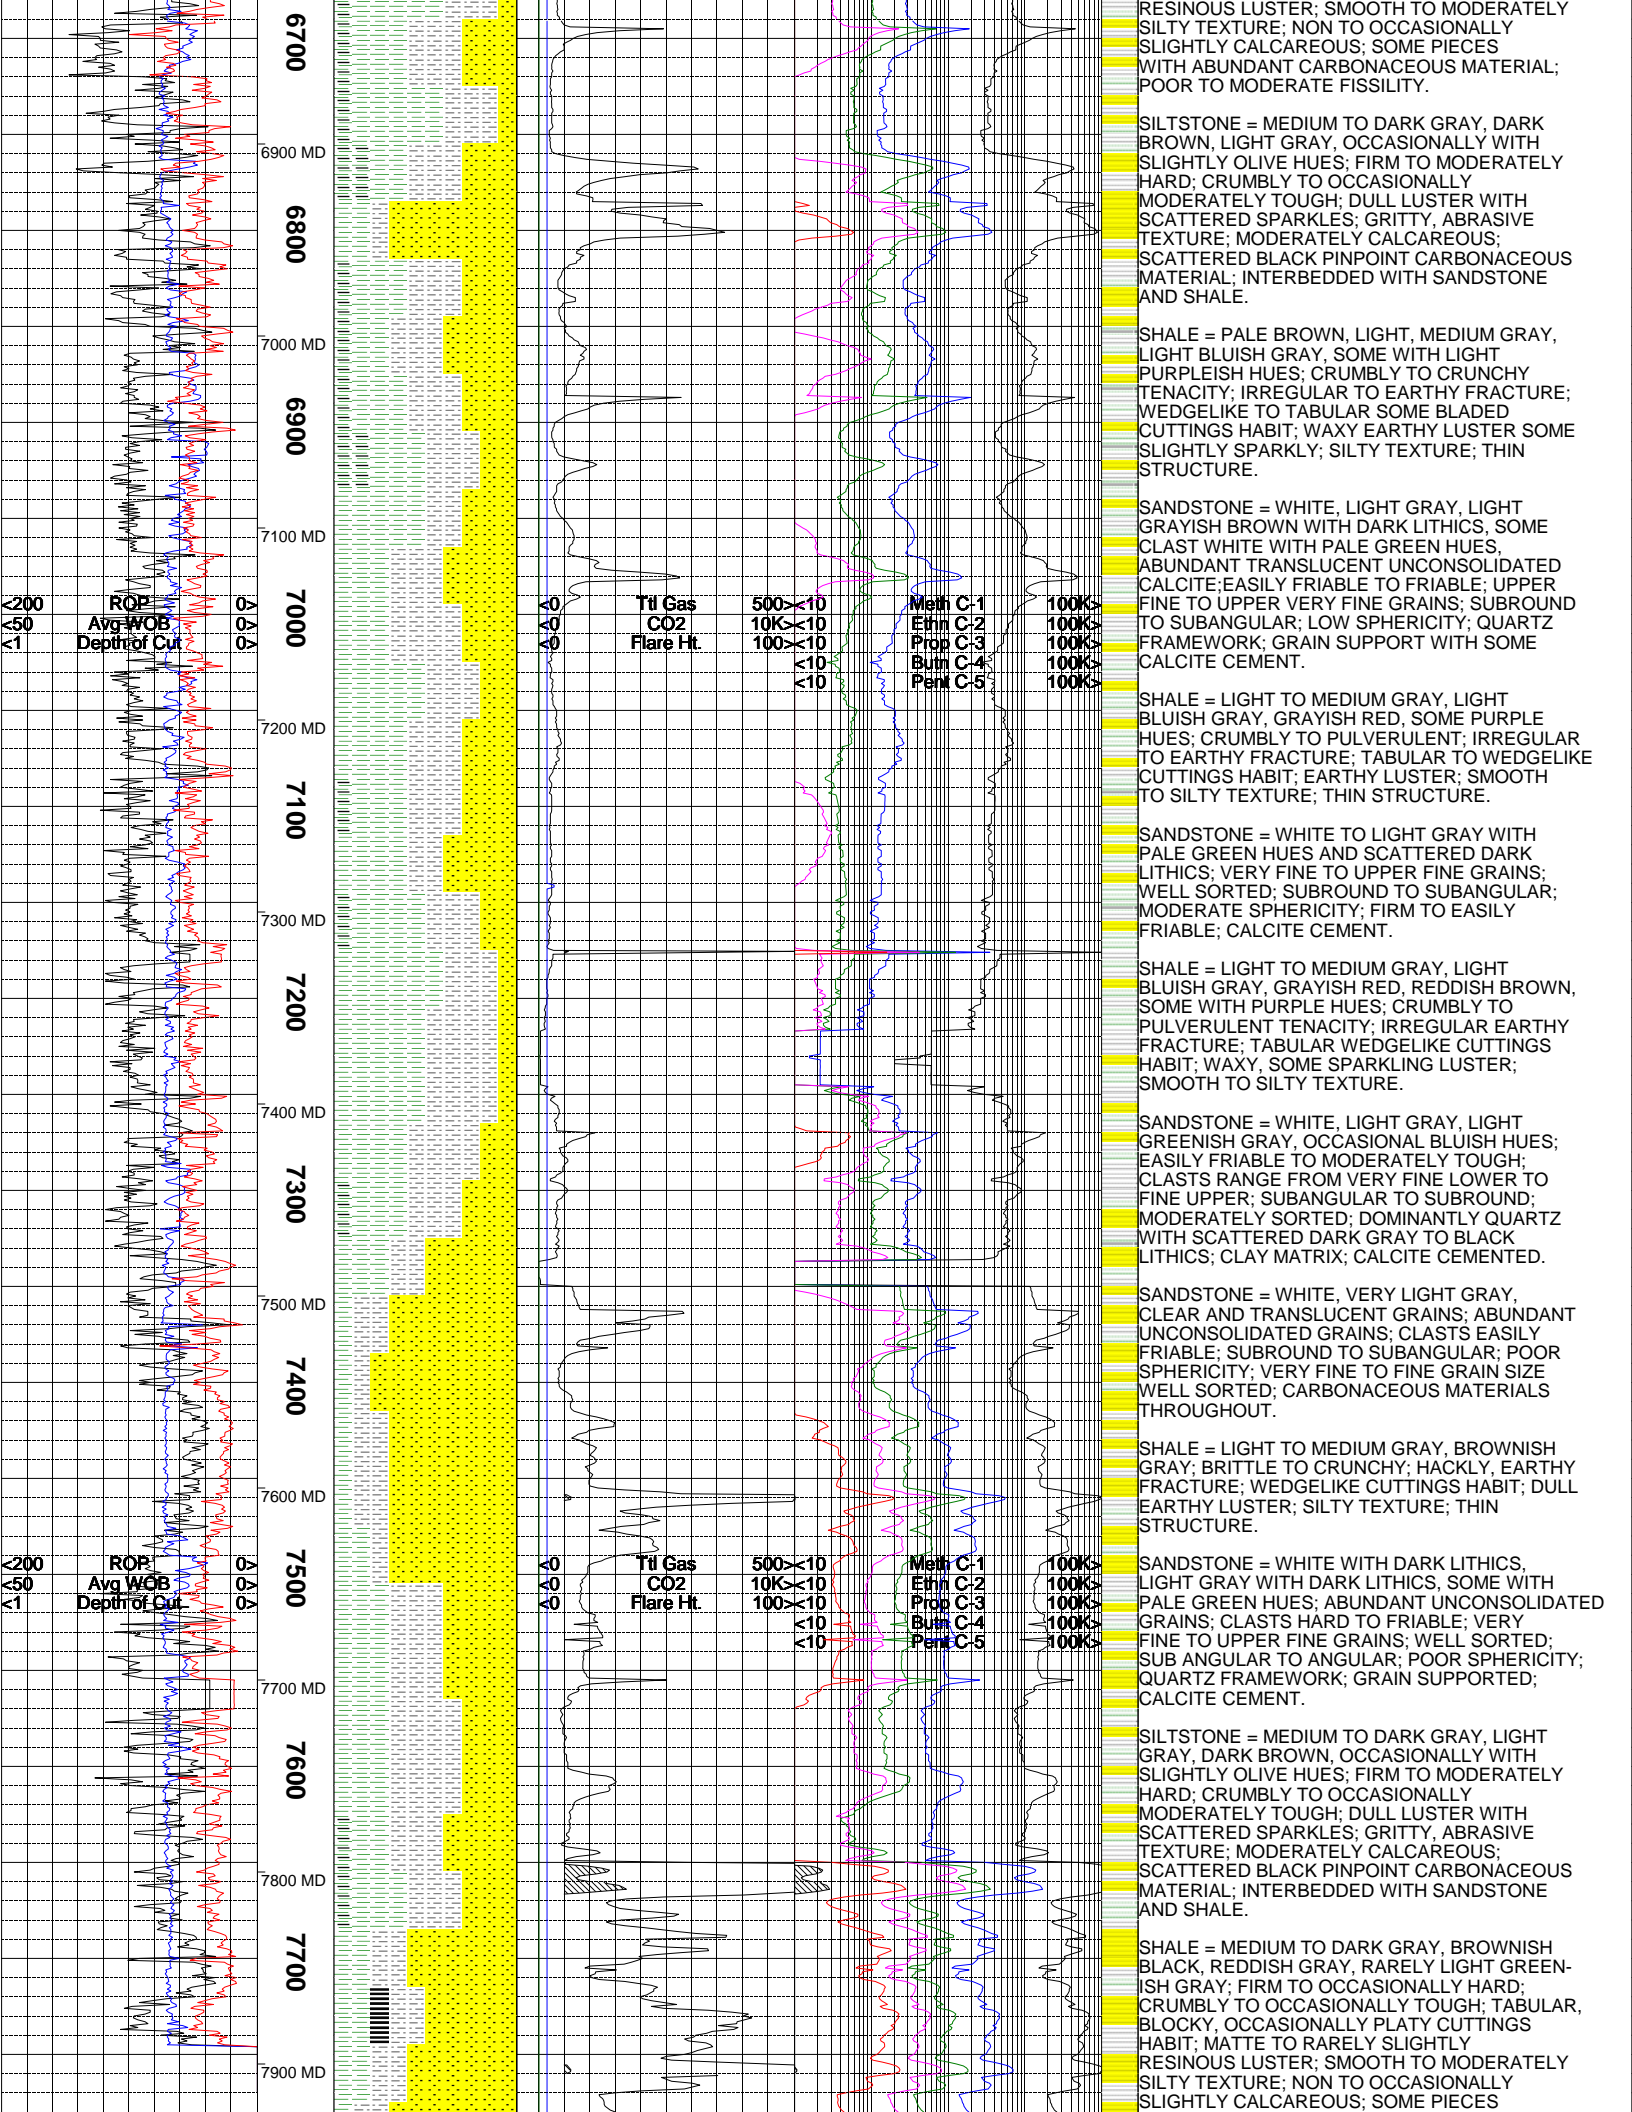 6700
6800
6900
7000
7100
7200
7300
7400
7500
7600
7700
6900 MD
7000 MD
7100 MD
7200 MD
7300 MD
7400 MD
7500 MD
7600 MD
7700 MD
7800 MD
7900 MD
<200 ROP 0>
<50 Avg WOB 0>
<1 Depth of Cut 0>
<0 Ttl Gas 500>
<0 CO2 10K>
<0 Flare Ht. 100>
<10 Meth C-1 100K>
<10 Ethn C-2 100K>
<10 Prop C-3 100K>
<10 Butn C-4 100K>
<10 Pent C-5 100K>
<200 ROP 0>
<50 Avg WOB 0>
<1 Depth of Cut 0>
<0 Ttl Gas 500>
<0 CO2 10K>
<0 Flare Ht. 100>
<10 Meth C-1 100K>
<10 Ethn C-2 100K>
<10 Prop C-3 100K>
<10 Butn C-4 100K>
<10 Pent C-5 100K>
RESINOUS LUSTER; SMOOTH TO MODERATELY
SILTY TEXTURE; NON TO OCCASIONALLY
SLIGHTLY CALCAREOUS; SOME PIECES
WITH ABUNDANT CARBONACEOUS MATERIAL;
POOR TO MODERATE FISSILITY.
SILTSTONE = MEDIUM TO DARK GRAY, DARK
BROWN, LIGHT GRAY, OCCASIONALLY WITH
SLIGHTLY OLIVE HUES; FIRM TO MODERATELY
HARD; CRUMBLY TO OCCASIONALLY
MODERATELY TOUGH; DULL LUSTER WITH
SCATTERED SPARKLES; GRITTY, ABRASIVE
TEXTURE; MODERATELY CALCAREOUS;
SCATTERED BLACK PINPOINT CARBONACEOUS
MATERIAL; INTERBEDDED WITH SANDSTONE
AND SHALE.
SHALE = PALE BROWN, LIGHT, MEDIUM GRAY,
LIGHT BLUISH GRAY, SOME WITH LIGHT
PURPLEISH HUES; CRUMBLY TO CRUNCHY
TENACITY; IRREGULAR TO EARTHY FRACTURE;
WEDGELIKE TO TABULAR SOME BLADED
CUTTINGS HABIT; WAXY EARTHY LUSTER SOME
SLIGHTLY SPARKLY; SILTY TEXTURE; THIN
STRUCTURE.
SANDSTONE = WHITE, LIGHT GRAY, LIGHT
GRAYISH BROWN WITH DARK LITHICS, SOME
CLAST WHITE WITH PALE GREEN HUES,
ABUNDANT TRANSLUCENT UNCONSOLIDATED
CALCITE;EASILY FRIABLE TO FRIABLE; UPPER
FINE TO UPPER VERY FINE GRAINS; SUBROUND
TO SUBANGULAR; LOW SPHERICITY; QUARTZ
FRAMEWORK; GRAIN SUPPORT WITH SOME
CALCITE CEMENT.
SHALE = LIGHT TO MEDIUM GRAY, LIGHT
BLUISH GRAY, GRAYISH RED, SOME PURPLE
HUES; CRUMBLY TO PULVERULENT; IRREGULAR
TO EARTHY FRACTURE; TABULAR TO WEDGELIKE
CUTTINGS HABIT; EARTHY LUSTER; SMOOTH
TO SILTY TEXTURE; THIN STRUCTURE.
SANDSTONE = WHITE TO LIGHT GRAY WITH
PALE GREEN HUES AND SCATTERED DARK
LITHICS; VERY FINE TO UPPER FINE GRAINS;
WELL SORTED; SUBROUND TO SUBANGULAR;
MODERATE SPHERICITY; FIRM TO EASILY
FRIABLE; CALCITE CEMENT.
SHALE = LIGHT TO MEDIUM GRAY, LIGHT
BLUISH GRAY, GRAYISH RED, REDDISH BROWN,
SOME WITH PURPLE HUES; CRUMBLY TO
PULVERULENT TENACITY; IRREGULAR EARTHY
FRACTURE; TABULAR WEDGELIKE CUTTINGS
HABIT; WAXY, SOME SPARKLING LUSTER;
SMOOTH TO SILTY TEXTURE.
SANDSTONE = WHITE, LIGHT GRAY, LIGHT
GREENISH GRAY, OCCASIONAL BLUISH HUES;
EASILY FRIABLE TO MODERATELY TOUGH;
CLASTS RANGE FROM VERY FINE LOWER TO
FINE UPPER; SUBANGULAR TO SUBROUND;
MODERATELY SORTED; DOMINANTLY QUARTZ
WITH SCATTERED DARK GRAY TO BLACK
LITHICS; CLAY MATRIX; CALCITE CEMENTED.
SANDSTONE = WHITE, VERY LIGHT GRAY,
CLEAR AND TRANSLUCENT GRAINS; ABUNDANT
UNCONSOLIDATED GRAINS; CLASTS EASILY
FRIABLE; SUBROUND TO SUBANGULAR; POOR
SPHERICITY; VERY FINE TO FINE GRAIN SIZE
WELL SORTED; CARBONACEOUS MATERIALS
THROUGHOUT.
SHALE = LIGHT TO MEDIUM GRAY, BROWNISH
GRAY; BRITTLE TO CRUNCHY; HACKLY, EARTHY
FRACTURE; WEDGELIKE CUTTINGS HABIT; DULL
EARTHY LUSTER; SILTY TEXTURE; THIN
STRUCTURE.
SANDSTONE = WHITE WITH DARK LITHICS,
LIGHT GRAY WITH DARK LITHICS, SOME WITH
PALE GREEN HUES; ABUNDANT UNCONSOLIDATED
GRAINS; CLASTS HARD TO FRIABLE; VERY
FINE TO UPPER FINE GRAINS; WELL SORTED;
SUB ANGULAR TO ANGULAR; POOR SPHERICITY;
QUARTZ FRAMEWORK; GRAIN SUPPORTED;
CALCITE CEMENT.
SILTSTONE = MEDIUM TO DARK GRAY, LIGHT
GRAY, DARK BROWN, OCCASIONALLY WITH
SLIGHTLY OLIVE HUES; FIRM TO MODERATELY
HARD; CRUMBLY TO OCCASIONALLY
MODERATELY TOUGH; DULL LUSTER WITH
SCATTERED SPARKLES; GRITTY, ABRASIVE
TEXTURE; MODERATELY CALCAREOUS;
SCATTERED BLACK PINPOINT CARBONACEOUS
MATERIAL; INTERBEDDED WITH SANDSTONE
AND SHALE.
SHALE = MEDIUM TO DARK GRAY, BROWNISH
BLACK, REDDISH GRAY, RARELY LIGHT GREEN-
ISH GRAY; FIRM TO OCCASIONALLY HARD;
CRUMBLY TO OCCASIONALLY TOUGH; TABULAR,
BLOCKY, OCCASIONALLY PLATY CUTTINGS
HABIT; MATTE TO RARELY SLIGHTLY
RESINOUS LUSTER; SMOOTH TO MODERATELY
SILTY TEXTURE; NON TO OCCASIONALLY
SLIGHTLY CALCAREOUS; SOME PIECES